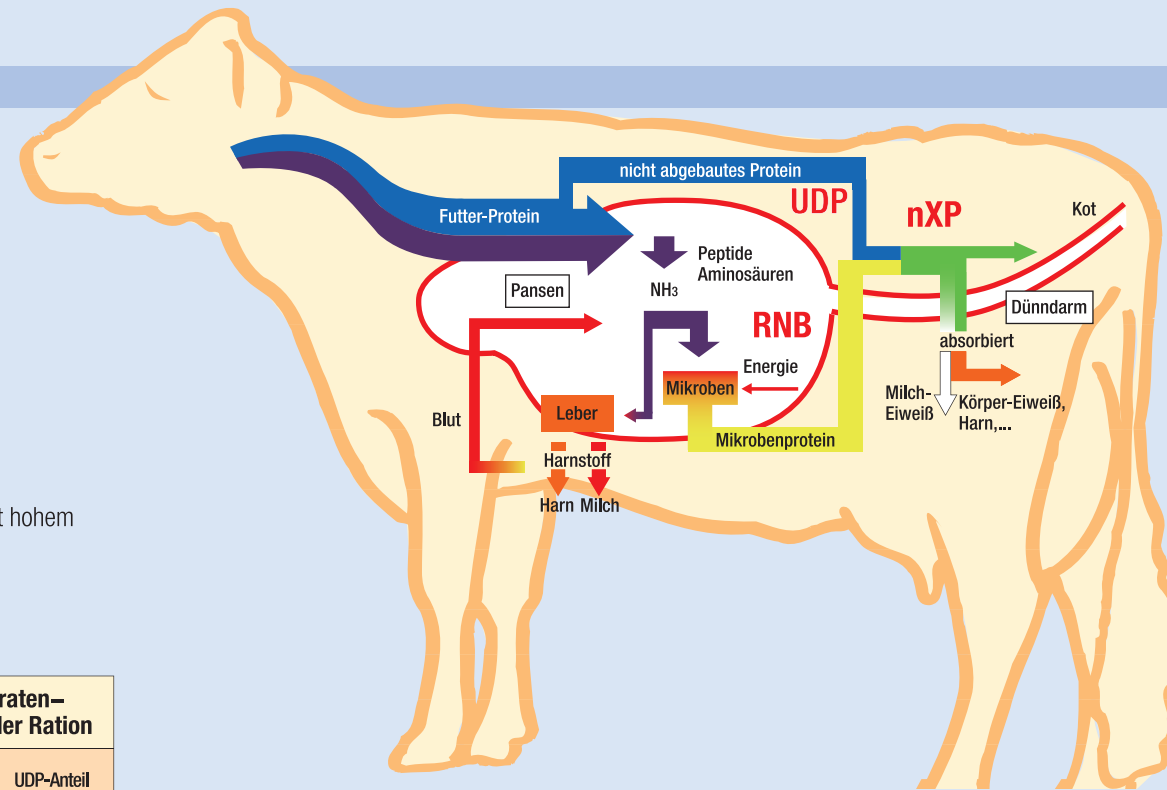 nicht abgebautes Protein
UDP
nXP
Kot
Futter-Protein
Peptide
Aminosäuren
NH₃
Pansen
RNB
Dünndarm
absorbiert
Energie
Mikroben
Milch-
Eiweiß
Körper-Eiweiß,
Harn,...
Blut
Leber
Mikrobenprotein
Harnstoff
Harn Milch
t hohem
raten–
der Ration
UDP-Anteil